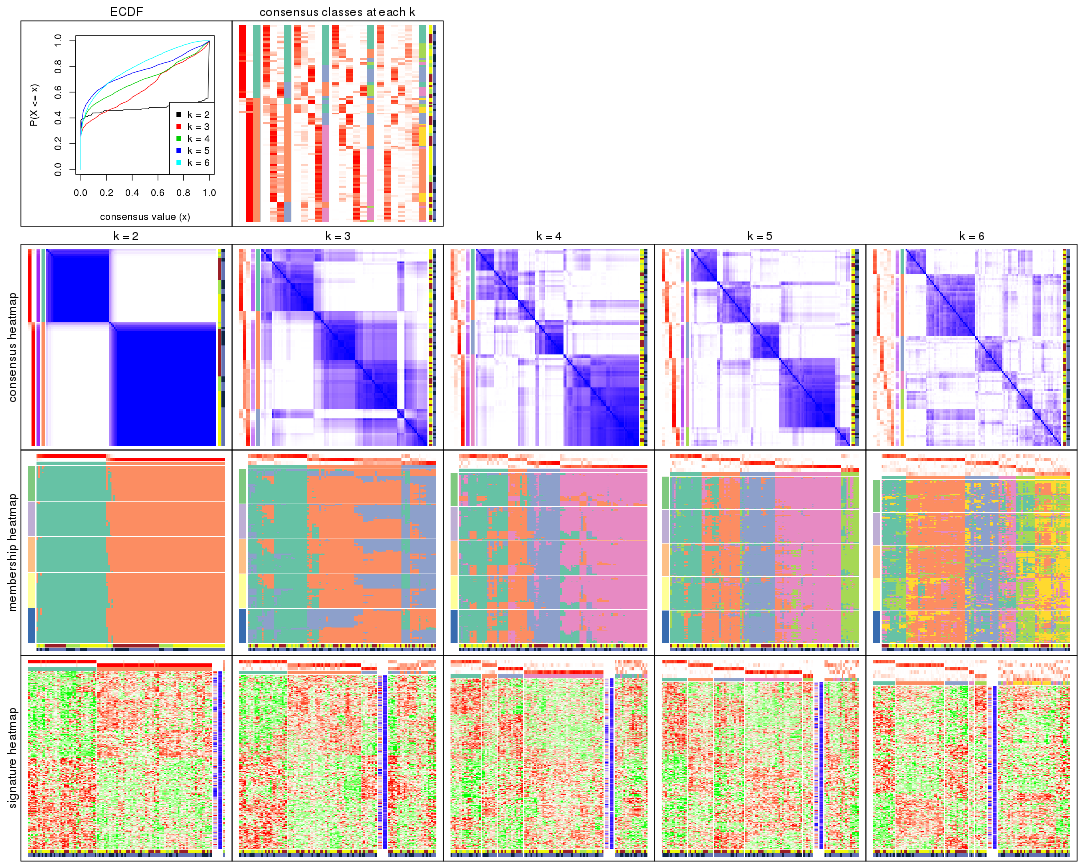 ECDF
consensus classes at each k
P(X <= x)
0.0
0.2
0.4
0.6
0.8
1.0
k = 2
k = 3
k = 4
k = 5
k = 6
0.0 0.2 0.4 0.6 0.8 1.0
consensus value (x)
k = 2
k = 3
k = 4
k = 5
k = 6
consensus heatmap
membership heatmap
signature heatmap